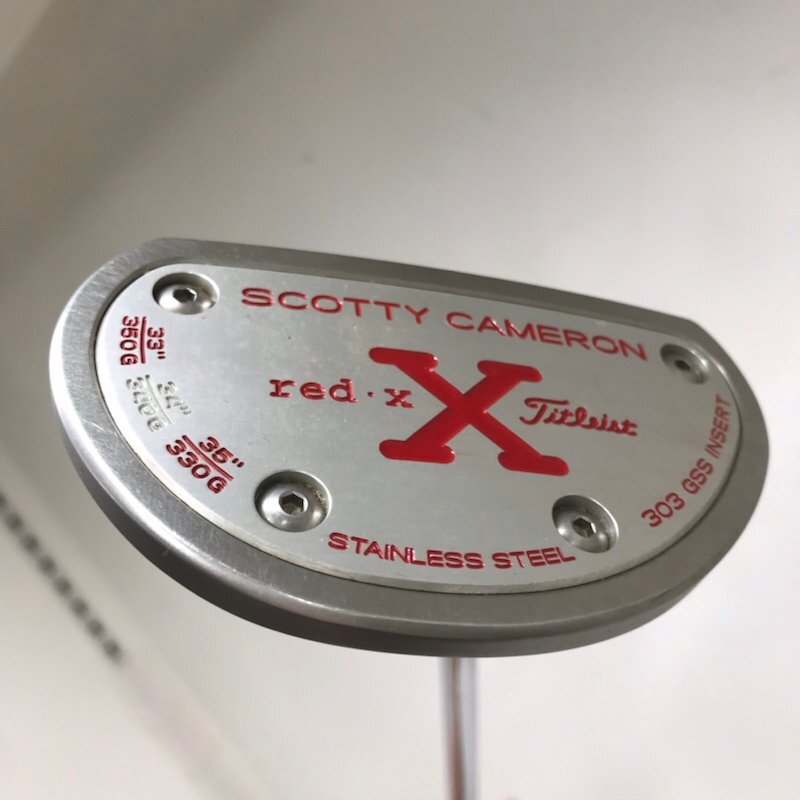 SCOTTY CAMERON
red·x X Titleist
33"
350G
34"
340G
35"
330G
STAINLESS STEEL
303 GSS INSERT